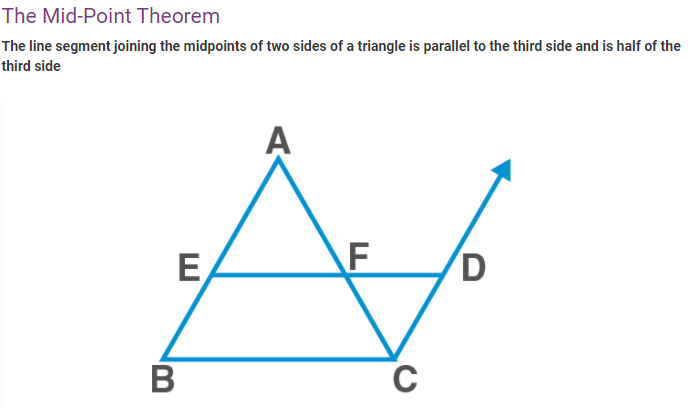 The Mid-Point Theorem
The line segment joining the midpoints of two sides of a triangle is parallel to the third side and is half of the
third side
A
E
F
D
B
C